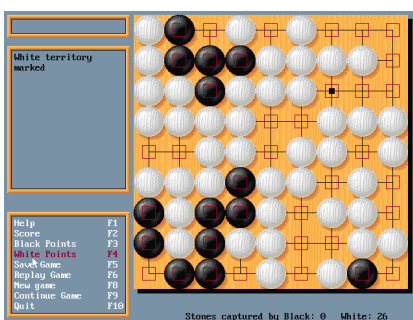 White territory
marked
Help F1
Score F2
Black Points F3
White Points F4
Save Game F5
Replay Game F6
New game F8
Continue Game F9
Quit F10
Stones captured by Black: 0 White: 26